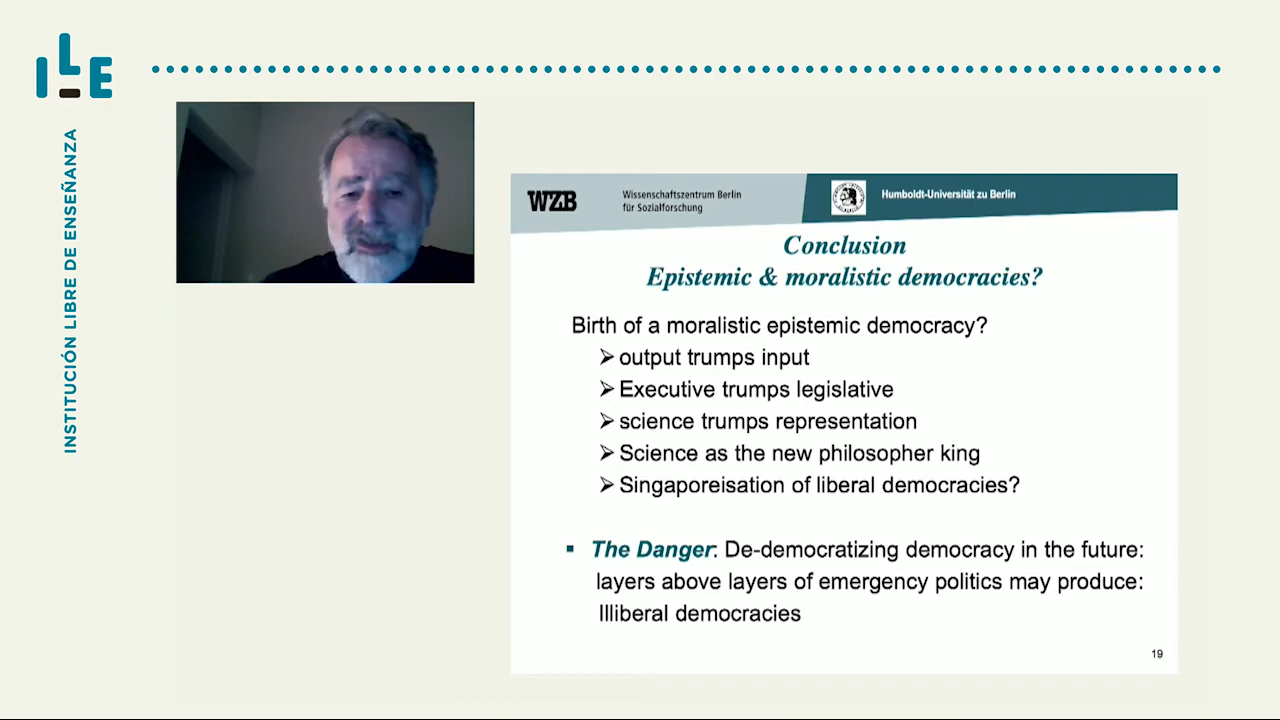 ILE
INSTITUCIÓN LIBRE DE ENSEÑANZA
WZB
Wissenschaftszentrum Berlin
für Sozialforschung
Humboldt-Universität zu Berlin
Conclusion
Epistemic & moralistic democracies?
Birth of a moralistic epistemic democracy?
➢ output trumps input
➢ Executive trumps legislative
➢ science trumps representation
➢ Science as the new philosopher king
➢ Singaporeisation of liberal democracies?
▪ The Danger: De-democratizing democracy in the future:
layers above layers of emergency politics may produce:
Illiberal democracies
19